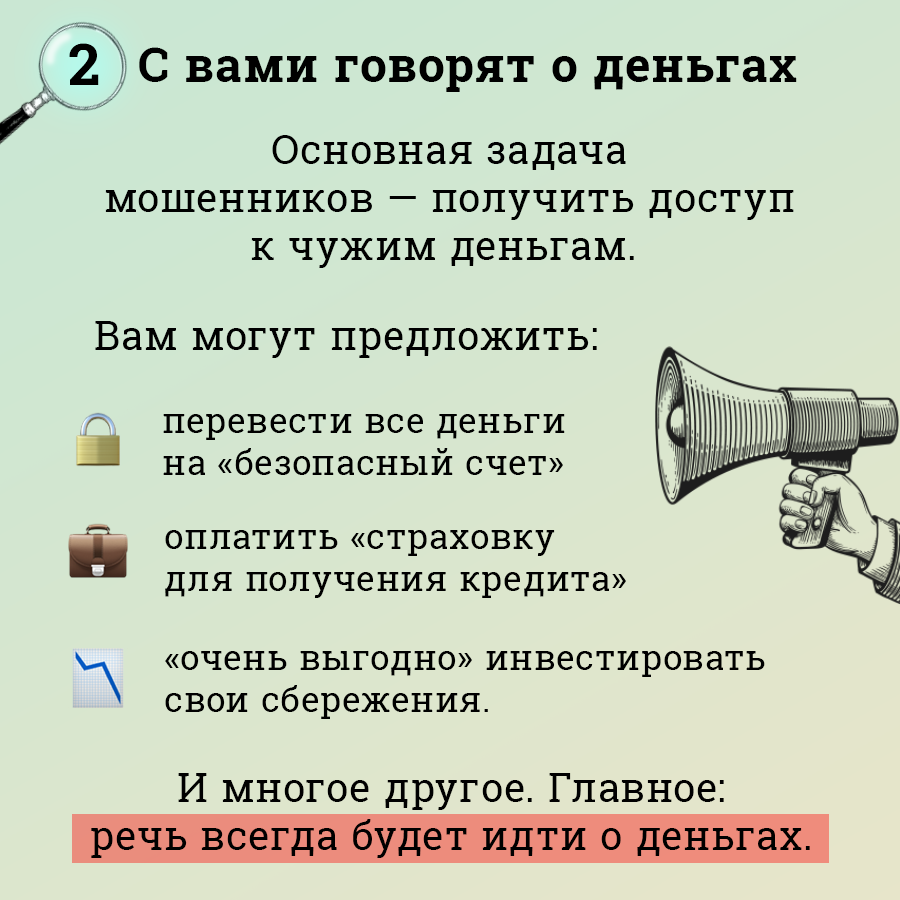 2 С вами говорят о деньгах
Основная задача
мошенников — получить доступ
к чужим деньгам.
Вам могут предложить:
перевести все деньги
на «безопасный счет»
оплатить «страховку
для получения кредита»
«очень выгодно» инвестировать
свои сбережения.
И многое другое. Главное:
речь всегда будет идти о деньгах.